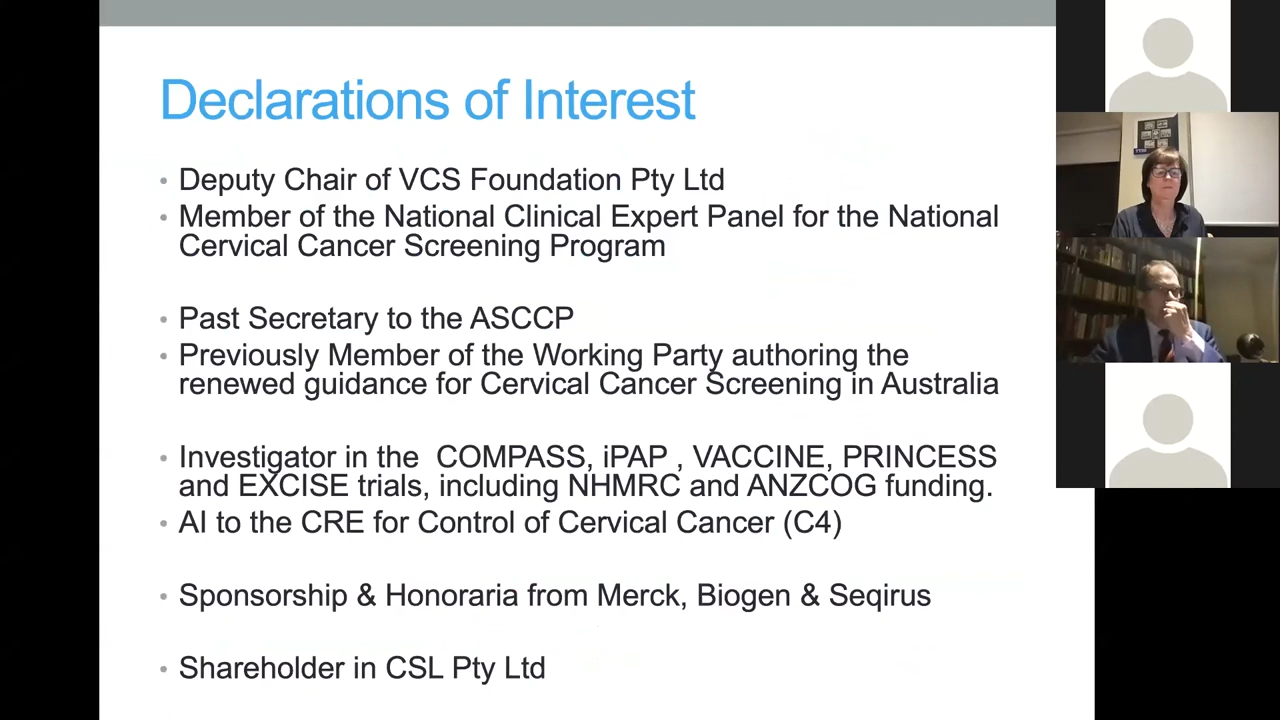 Declarations of Interest
• Deputy Chair of VCS Foundation Pty Ltd
• Member of the National Clinical Expert Panel for the National
Cervical Cancer Screening Program
• Past Secretary to the ASCCP
• Previously Member of the Working Party authoring the
renewed guidance for Cervical Cancer Screening in Australia
• Investigator in the  COMPASS, iPAP , VACCINE, PRINCESS
and EXCISE trials, including NHMRC and ANZCOG funding.
• AI to the CRE for Control of Cervical Cancer (C4)
• Sponsorship & Honoraria from Merck, Biogen & Seqirus
• Shareholder in CSL Pty Ltd